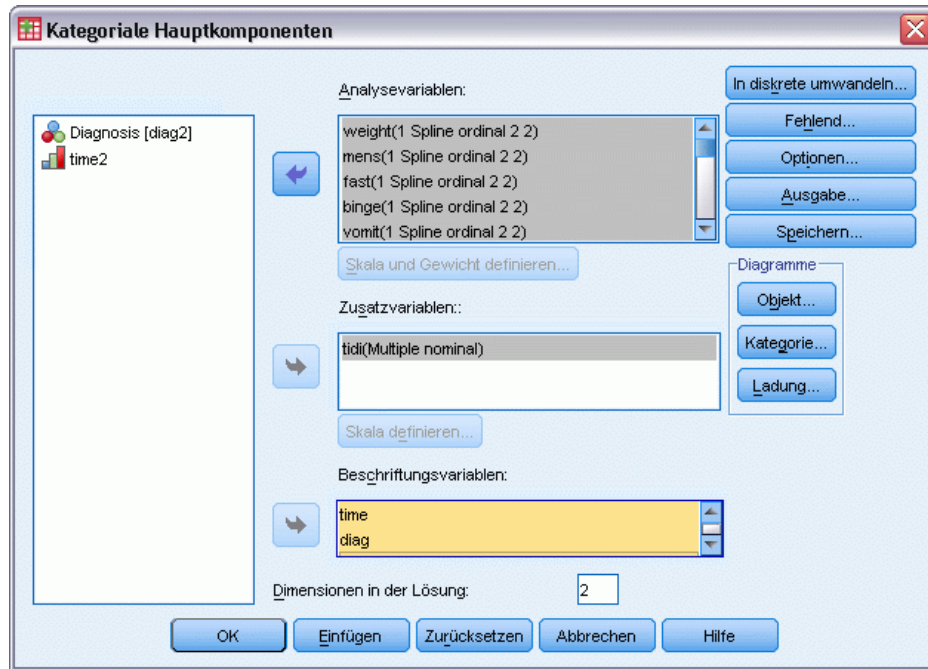 Kategoriale Hauptkomponenten
Diagnosis [diag2]
time2
Analysevariablen:
weight(1 Spline ordinal 2 2)
mens(1 Spline ordinal 2 2)
fast(1 Spline ordinal 2 2)
binge(1 Spline ordinal 2 2)
vomit(1 Spline ordinal 2 2)
Skala und Gewicht definieren...
Zusatzvariablen::
tidi(Multiple nominal)
Skala definieren...
Beschriftungsvariablen:
time
diag
Dimensionen in der Lösung: 2
In diskrete umwandeln...
Fehlend...
Optionen...
Ausgabe...
Speichern...
Diagramme
Objekt...
Kategorie...
Ladung...
OK Einfügen Zurücksetzen Abbrechen Hilfe